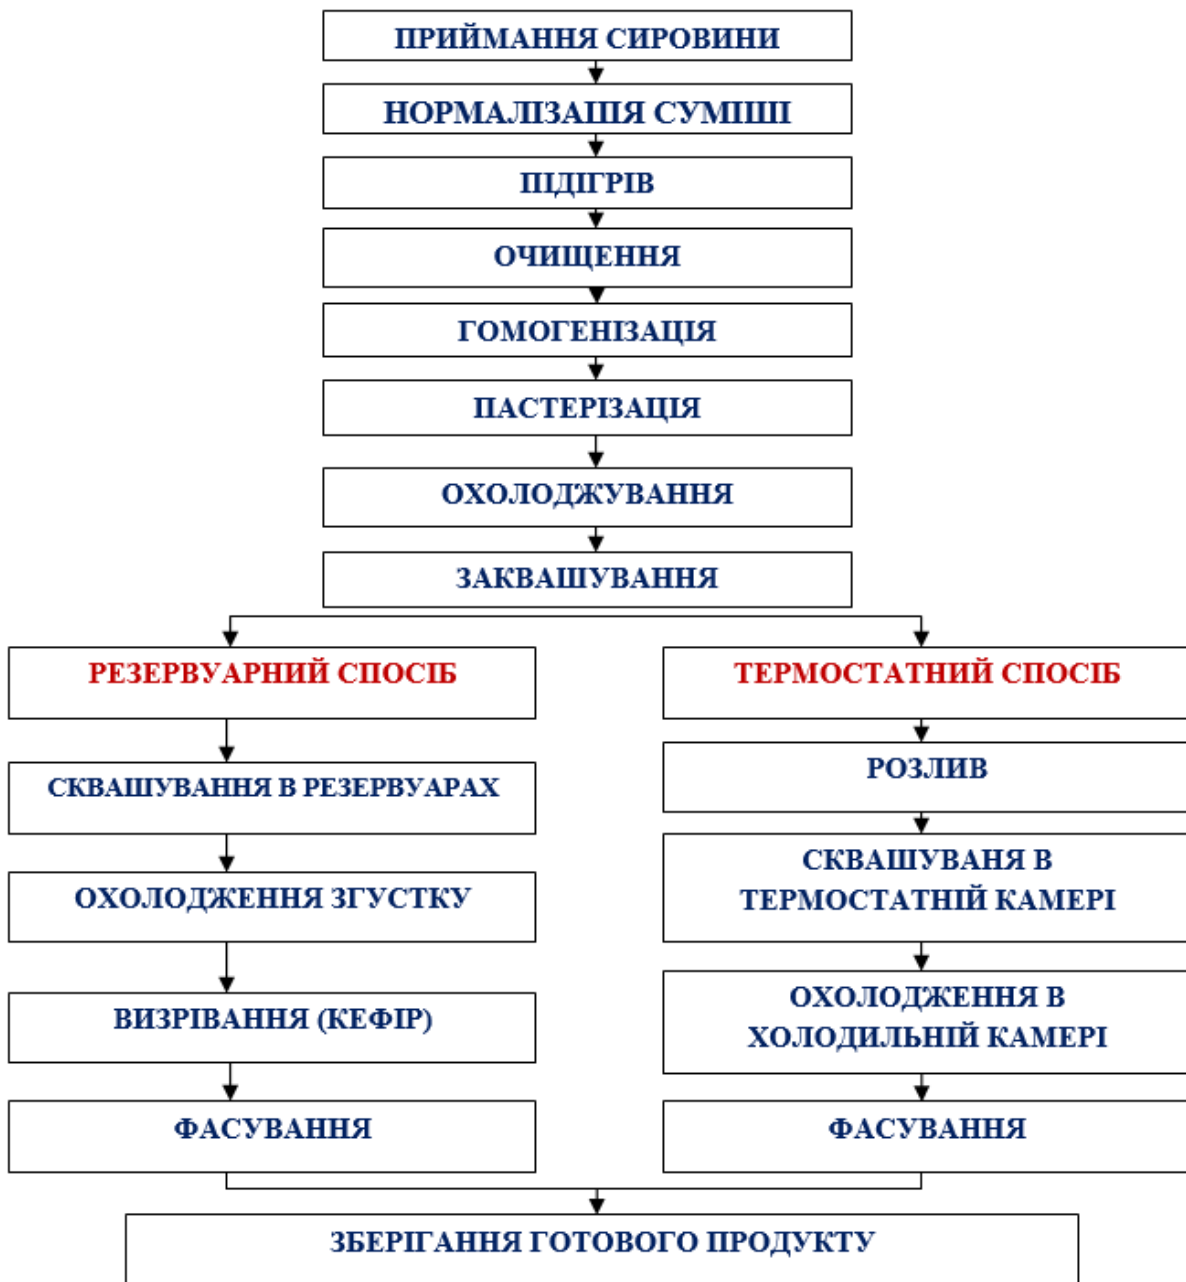 ПРИЙМАННЯ СИРОВИНИ
НОРМАЛІЗАЦІЯ СУМІШІ
ПІДІГРІВ
ОЧИЩЕННЯ
ГОМОГЕНІЗАЦІЯ
ПАСТЕРІЗАЦІЯ
ОХОЛОДЖУВАННЯ
ЗАКВАШУВАННЯ
РЕЗЕРВУАРНИЙ СПОСІБ
СКВАШУВАННЯ В РЕЗЕРВУАРАХ
ОХОЛОДЖЕННЯ ЗГУСТКУ
ВИЗРІВАННЯ (КЕФІР)
ФАСУВАННЯ
ТЕРМОСТАТНИЙ СПОСІБ
РОЗЛИВ
СКВАШУВАНЯ В
ТЕРМОСТАТНІЙ КАМЕРІ
ОХОЛОДЖЕННЯ В
ХОЛОДИЛЬНІЙ КАМЕРІ
ФАСУВАННЯ
ЗБЕРІГАННЯ ГОТОВОГО ПРОДУКТУ